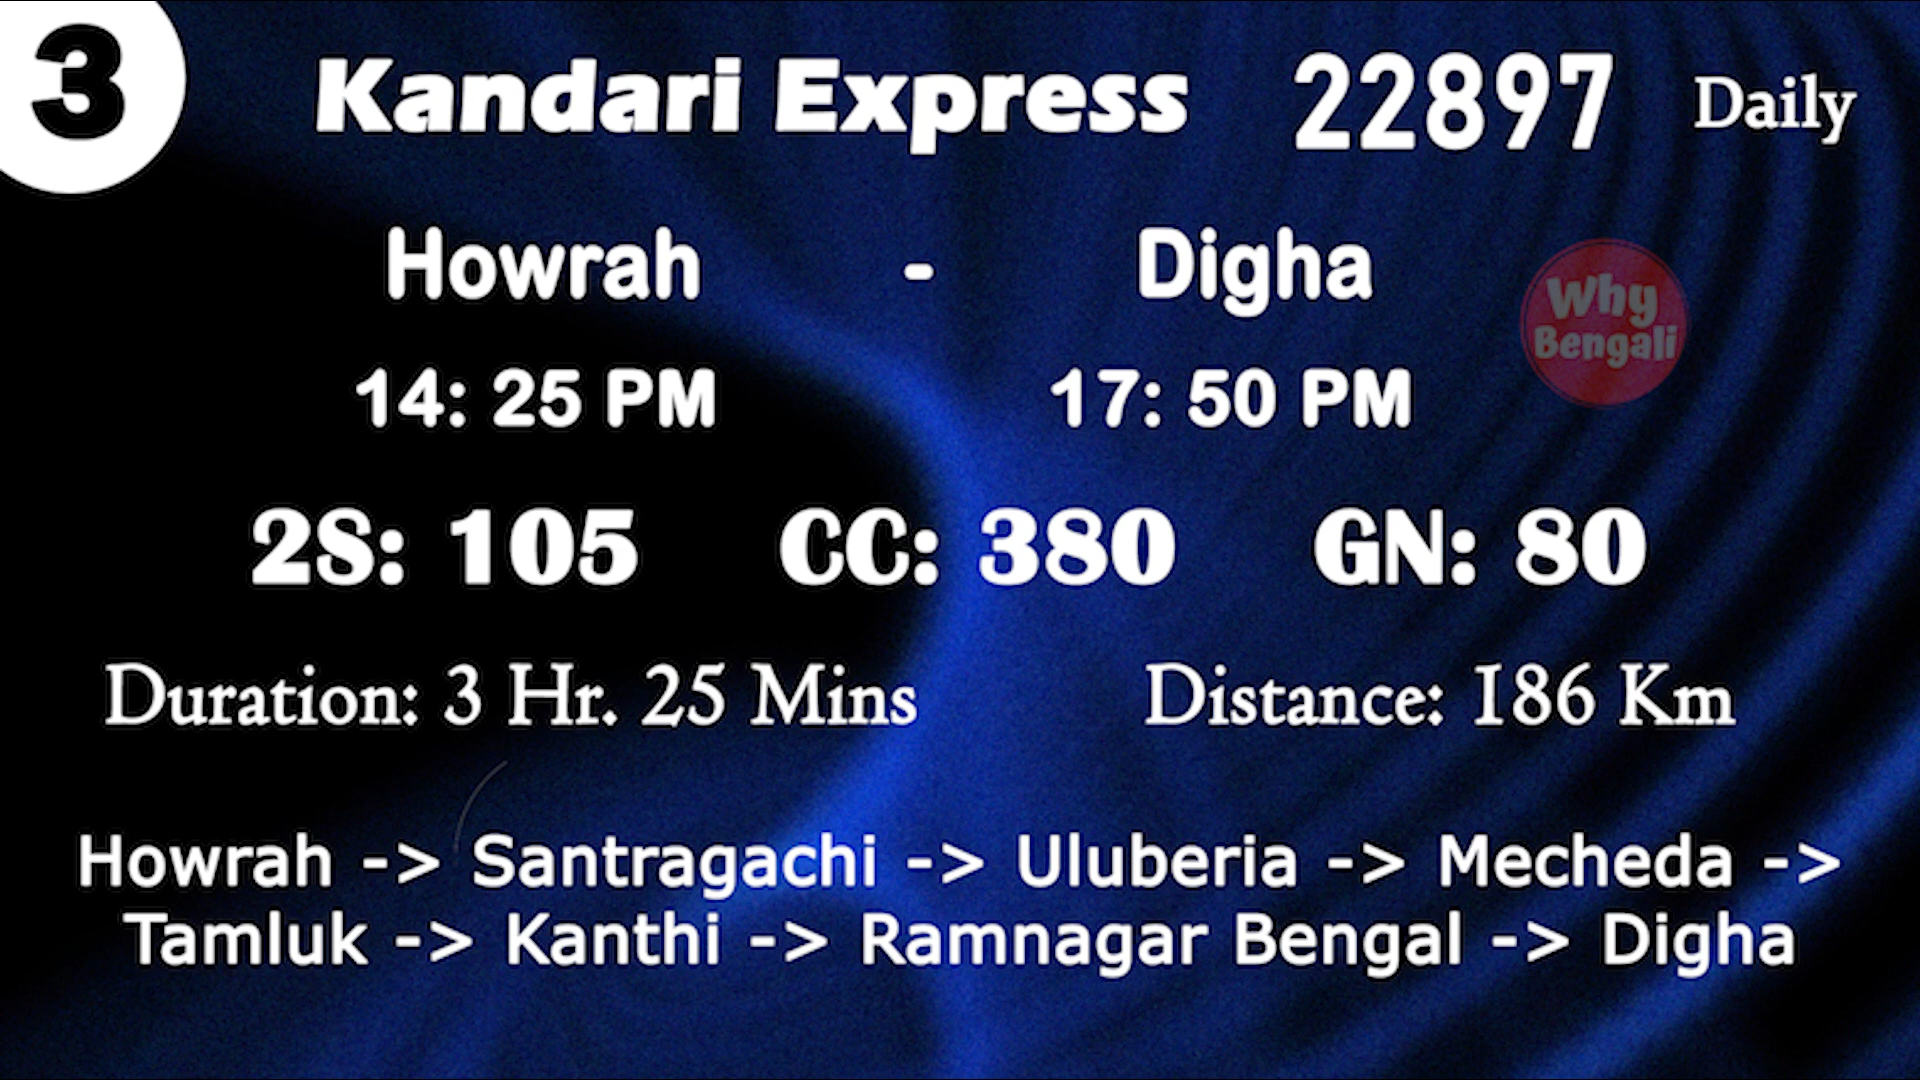 3
Kandari Express 22897 Daily
Howrah - Digha
Why
Bengali
14: 25 PM 17: 50 PM
2S: 105 CC: 380 GN: 80
Duration: 3 Hr. 25 Mins Distance: 186 Km
Howrah -> Santragachi -> Uluberia -> Mecheda ->
Tamluk -> Kanthi -> Ramnagar Bengal -> Digha